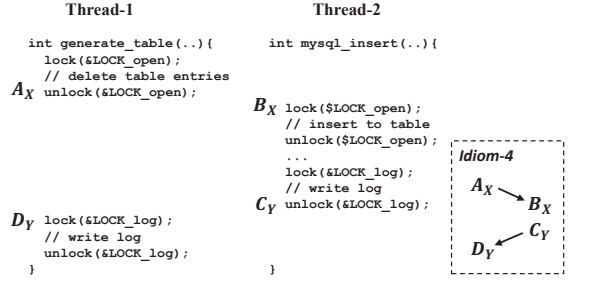 Thread-1
Thread-2
int generate_table(..){
lock(&LOCK_open);
// delete table entries
A_X unlock(&LOCK_open);
D_Y lock(&LOCK_log);
// write log
unlock(&LOCK_log);
}
int mysql_insert(..){
B_X lock($LOCK_open);
// insert to table
unlock($LOCK_open);
...
lock(&LOCK_log);
// write log
C_Y unlock(&LOCK_log);
}
Idiom-4
A_X
B_X
C_Y
D_Y